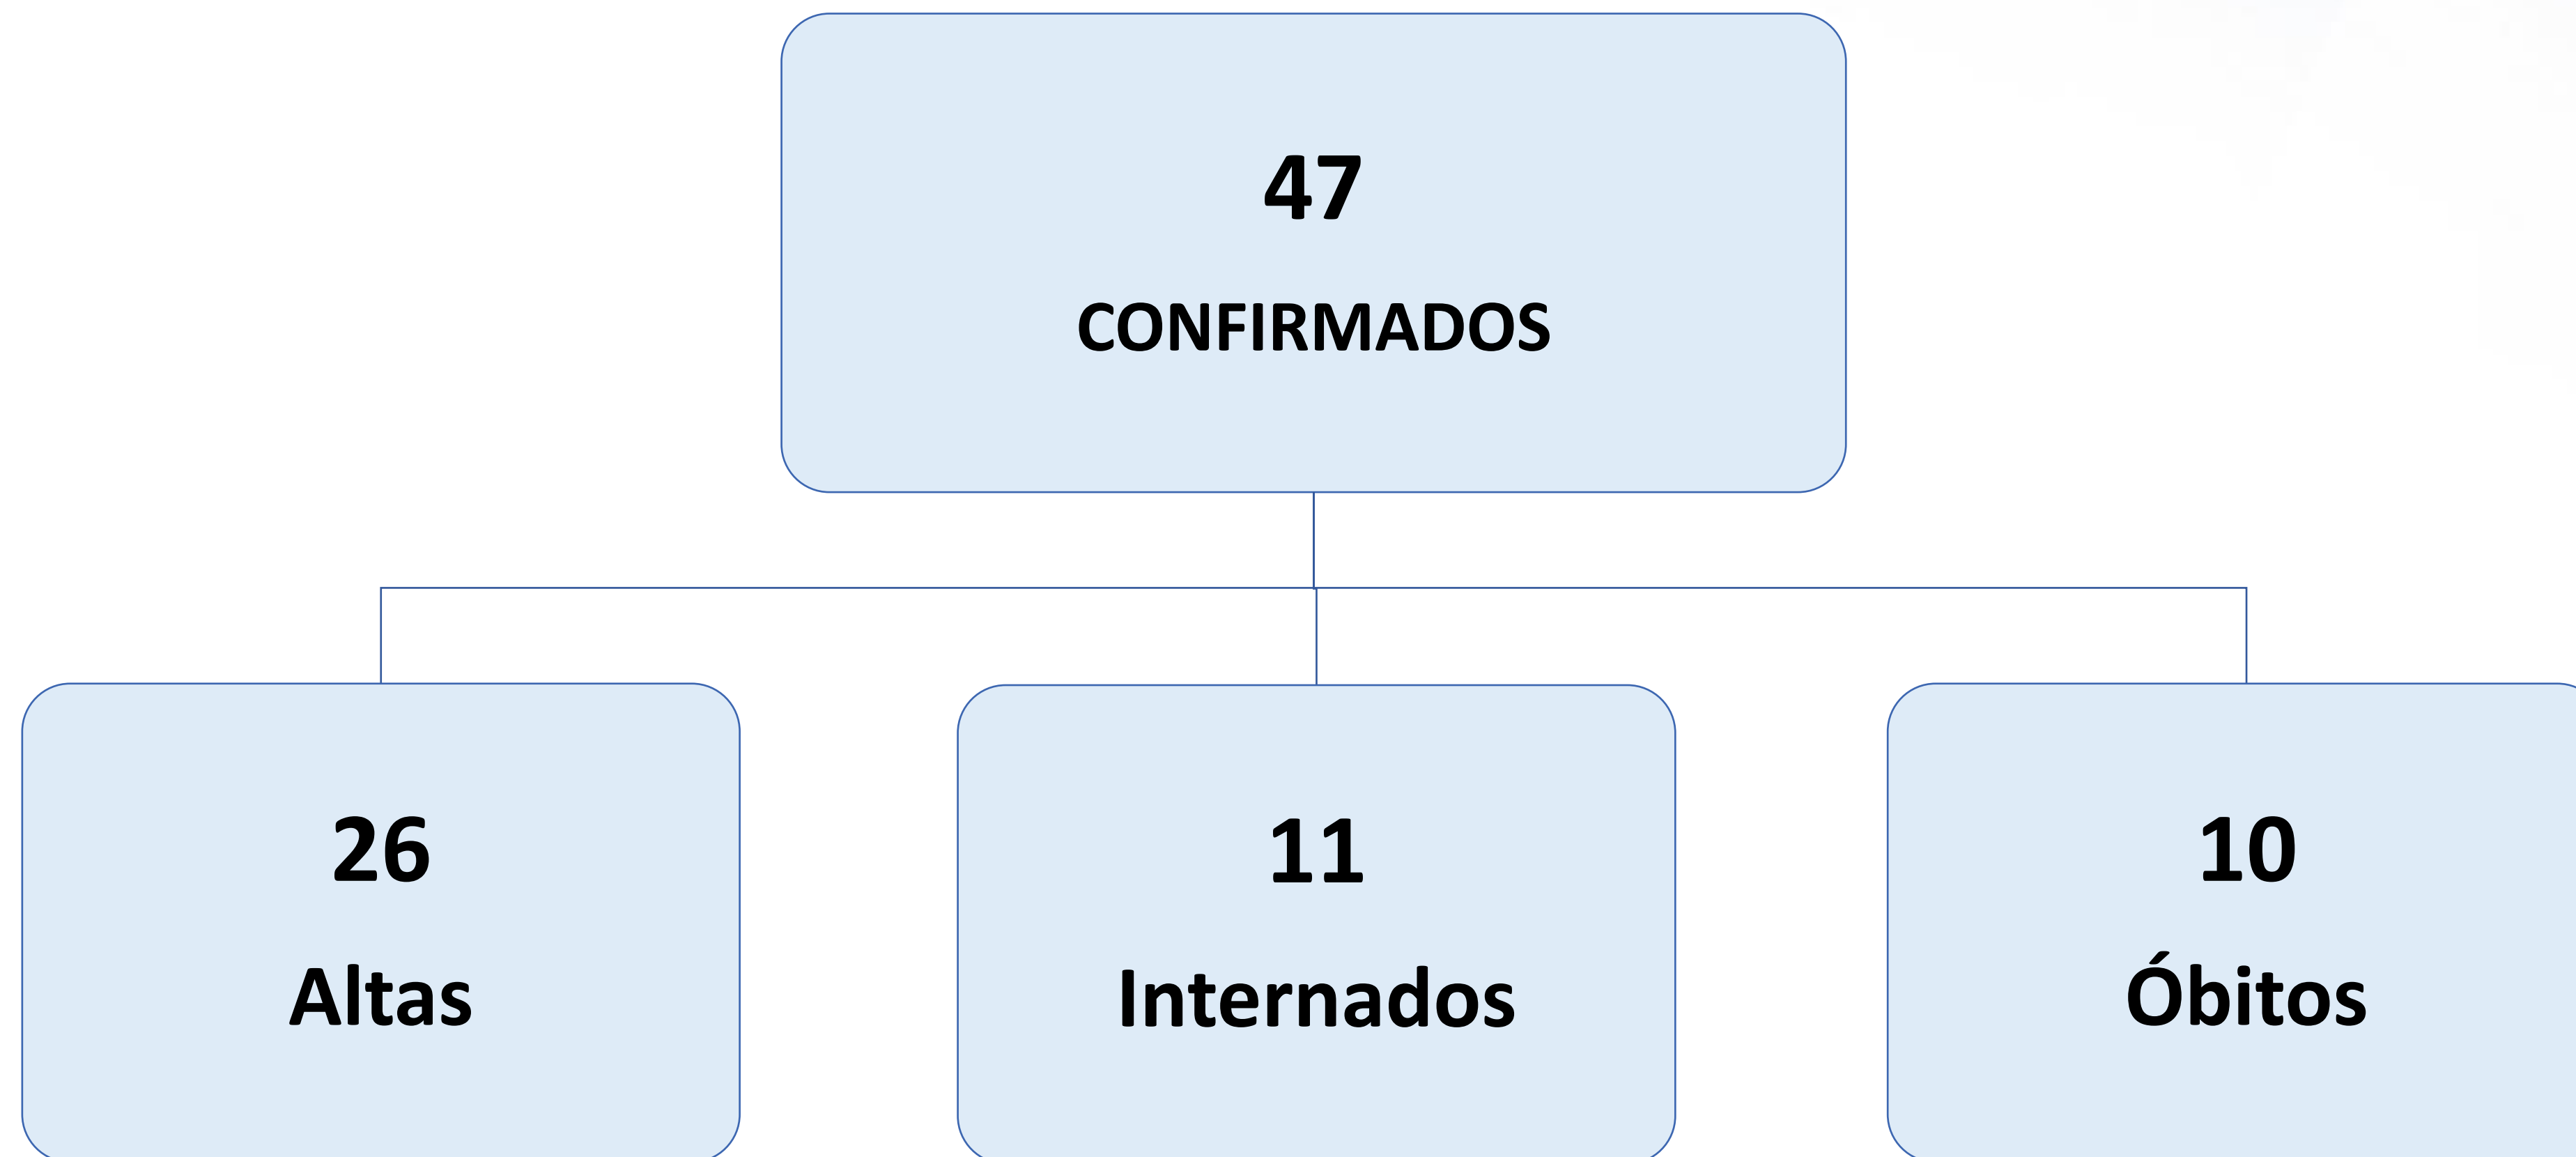 47
CONFIRMADOS
26
Altas
11
Internados
10
Óbitos